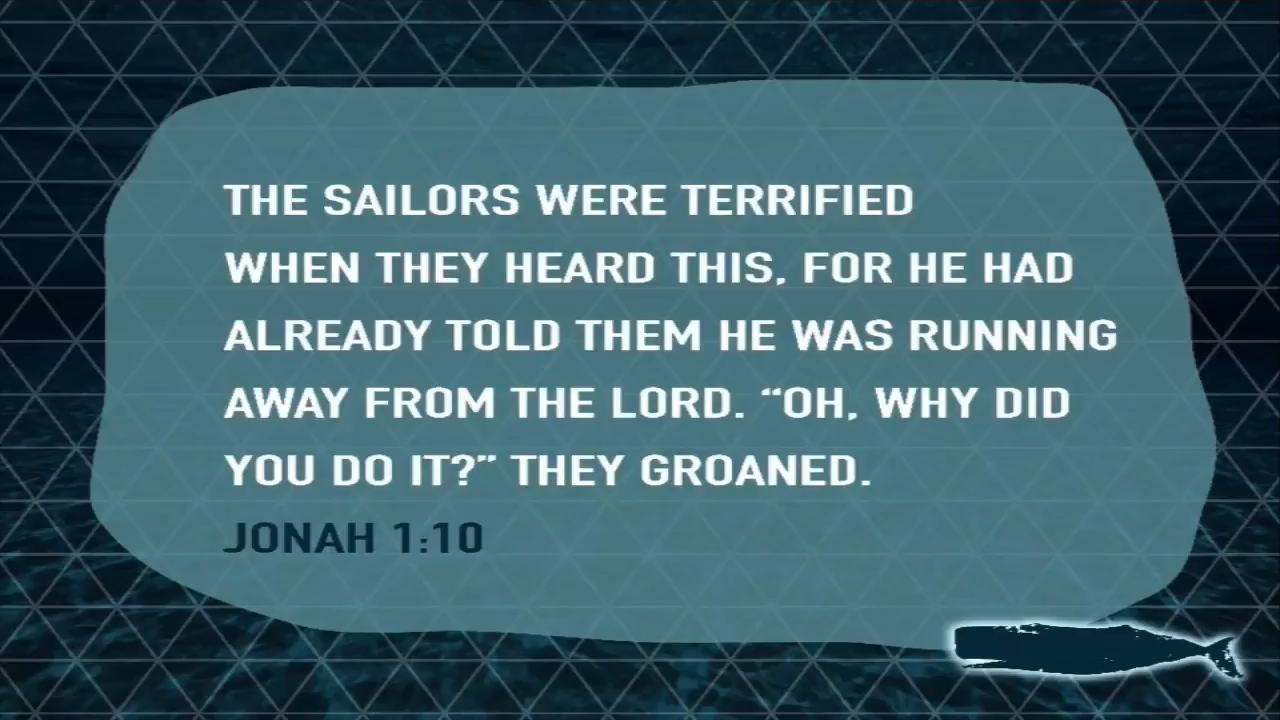 THE SAILORS WERE TERRIFIED
WHEN THEY HEARD THIS, FOR HE HAD
ALREADY TOLD THEM HE WAS RUNNING
AWAY FROM THE LORD. “OH, WHY DID
YOU DO IT?” THEY GROANED.
JONAH 1:10